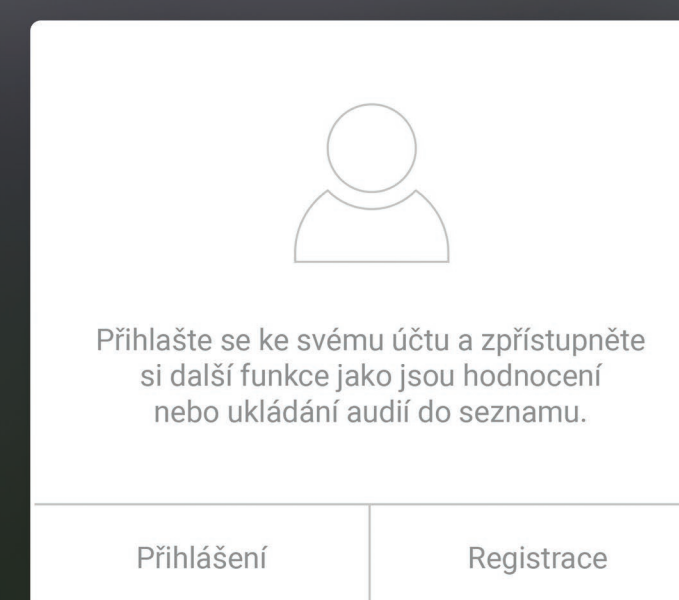 Přihlašte se ke svému účtu a zpřístupněte
si další funkce jako jsou hodnocení
nebo ukládání audií do seznamu.
Přihlášení
Registrace